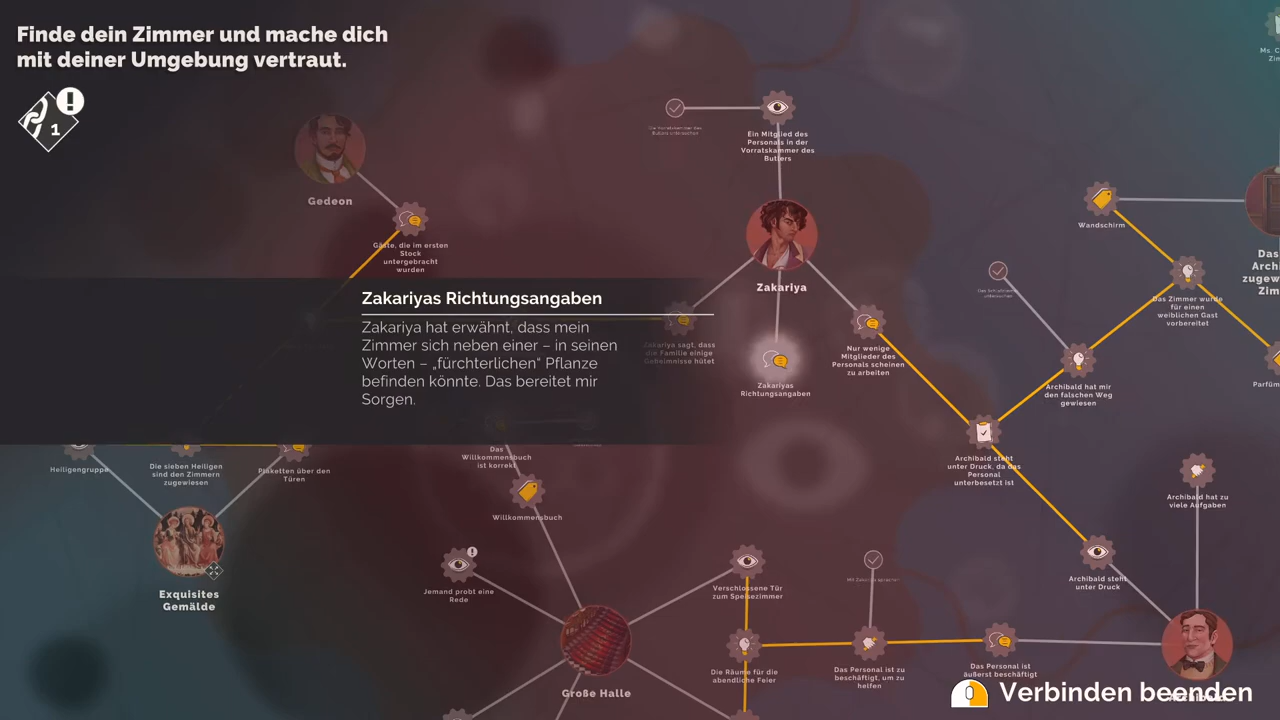 Finde dein Zimmer und mache dich
mit deiner Umgebung vertraut.
1
Gedeon
Gäste, die im ersten
Stock
untergebracht
wurden
Ein Mitglied des
Personals in der
Vorratskammer des
Butlers
Zakariya
Wandschirm
Das Zimmer wurde
für einen
weiblichen Gast
vorbereitet
Zakariyas Richtungsangaben
Zakariya hat erwähnt, dass mein
Zimmer sich neben einer – in seinen
Worten – „fürchterlichen“ Pflanze
befinden könnte. Das bereitet mir
Sorgen.
Zakariya sagt, dass
die Familie einige
Geheimnisse hütet
Zakariyas
Richtungsangaben
Nur wenige
Mitglieder des
Personals scheinen
zu arbeiten
Archibald hat mir
den falschen Weg
gewiesen
Archibald steht
unter Druck, da das
Personal
unterbesetzt ist
Heiligengruppe
Die sieben Heiligen
sind den Zimmern
zugewiesen
Plaketten über den
Türen
Das
Willkommensbuch
ist korrekt
Willkommensbuch
Archibald hat zu
viele Aufgaben
Exquisites
Gemälde
Jemand probt eine
Rede
Verschlossene Tür
zum Speisezimmer
Archibald steht
unter Druck
Große Halle
Die Räume für die
abendliche Feier
Das Personal ist zu
beschäftigt, um zu
helfen
Das Personal ist
äußerst beschäftigt
Verbinden beenden